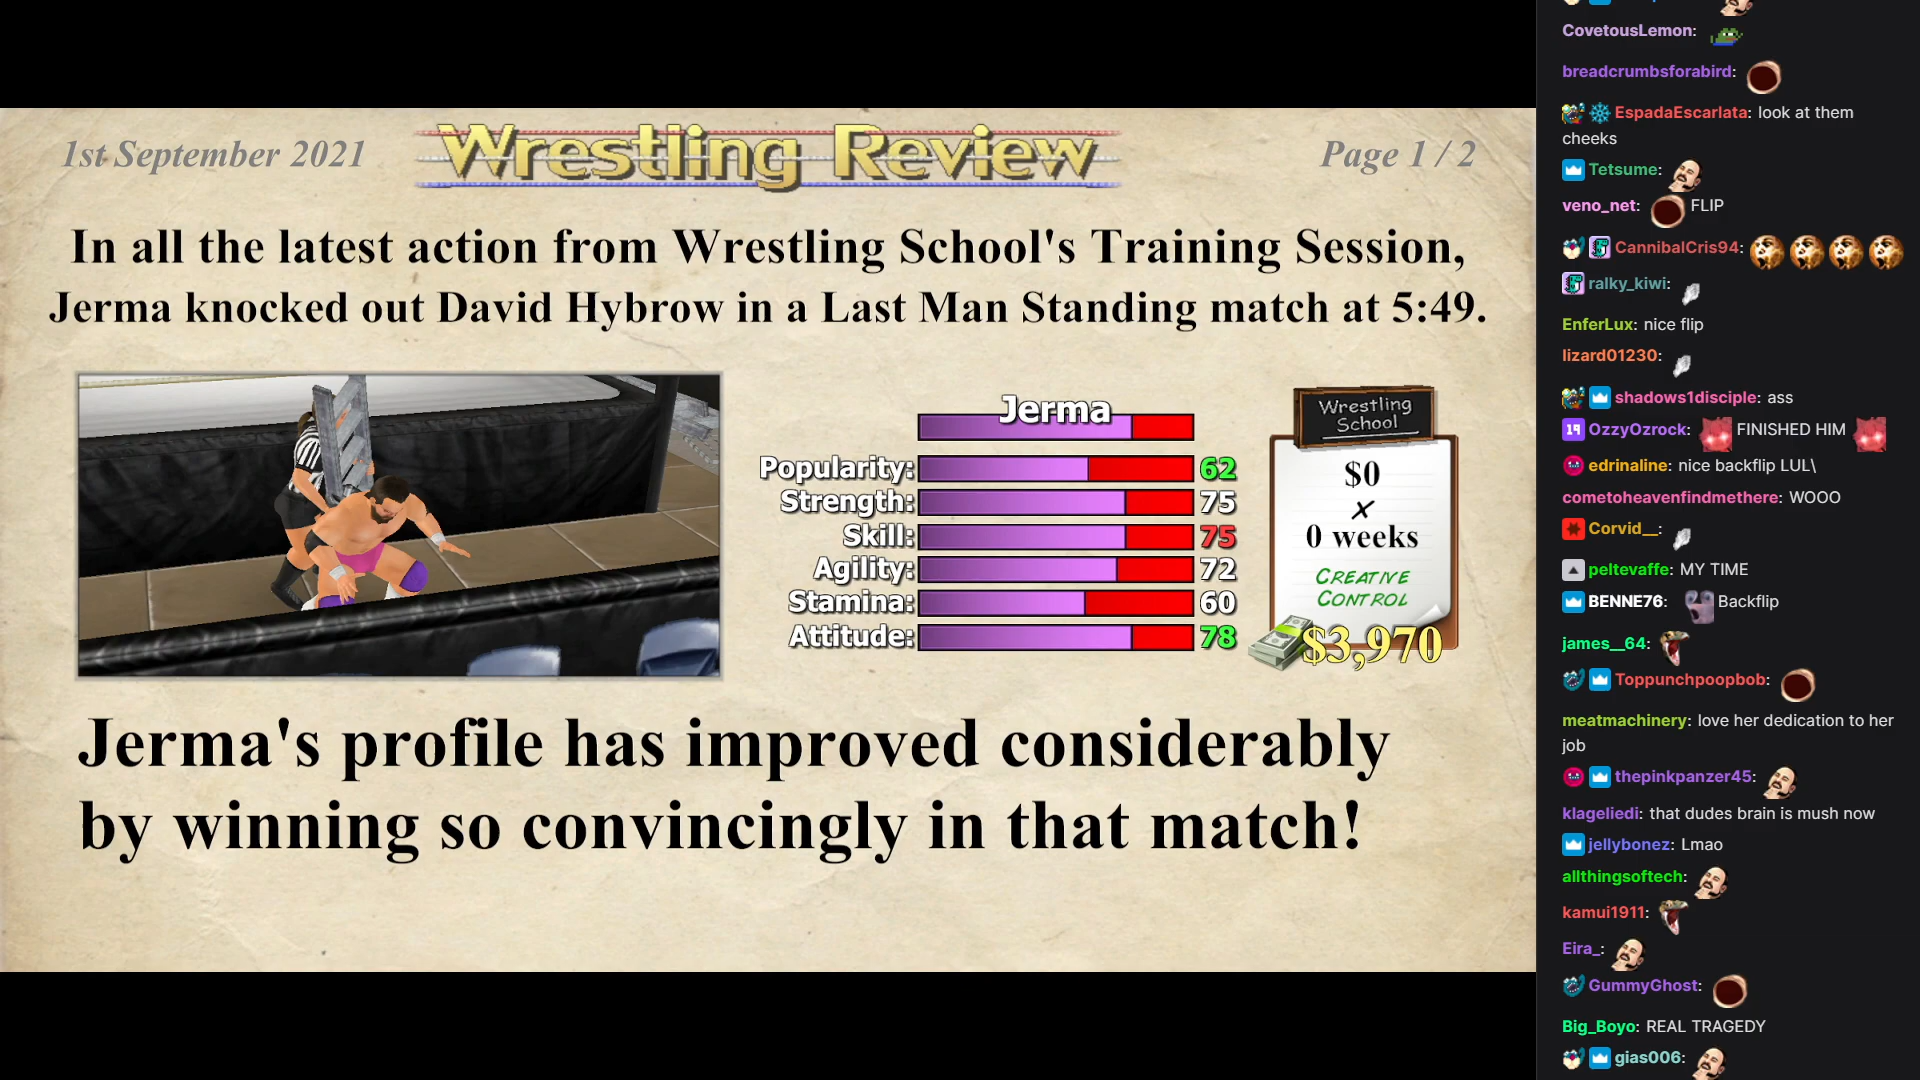 1st September 2021
Wrestling Review
Page 1 / 2
In all the latest action from Wrestling School's Training Session,
Jerma knocked out David Hybrow in a Last Man Standing match at 5:49.
Jerma
Popularity: 62
Strength: 75
Skill: 75
Agility: 72
Stamina: 60
Attitude: 78
Wrestling
School
$0
x
0 weeks
CREATIVE
CONTROL
$3,970
Jerma's profile has improved considerably
by winning so convincingly in that match!
CovetousLemon:
breadcrumbsforabird:
EspadaEscarlata: look at them
cheeks
Tetsume:
veno_net: FLIP
CannibalCris94:
ralky_kiwi:
EnferLux: nice flip
lizard01230:
shadows1disciple: ass
19 OzzyOzrock: FINISHED HIM
edrinaline: nice backflip LUL\
cometoheavenfindmethere: WOOO
Corvid__:
peltevaffe: MY TIME
BENNE76: Backflip
james__64:
Toppunchpoopbob:
meatmachinery: love her dedication to her
job
thepinkpanzer45:
klageliedi: that dudes brain is mush now
jellybonez: Lmao
allthingsoftech:
kamui1911:
Eira_:
GummyGhost:
Big_Boyo: REAL TRAGEDY
gias006: